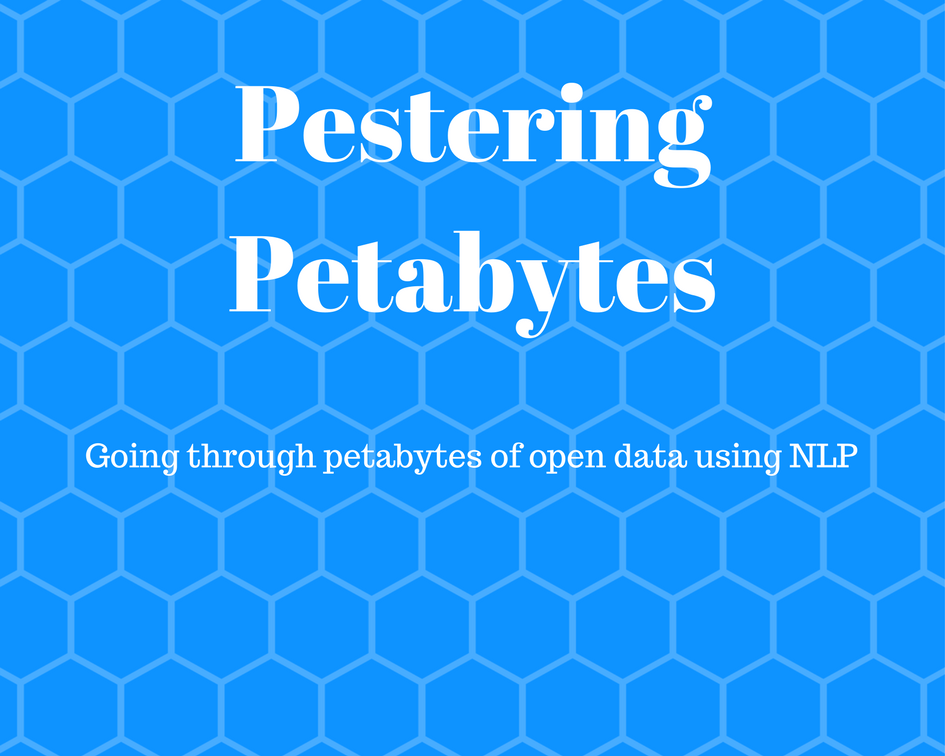 Pestering
Petabytes
Going through petabytes of open data using NLP